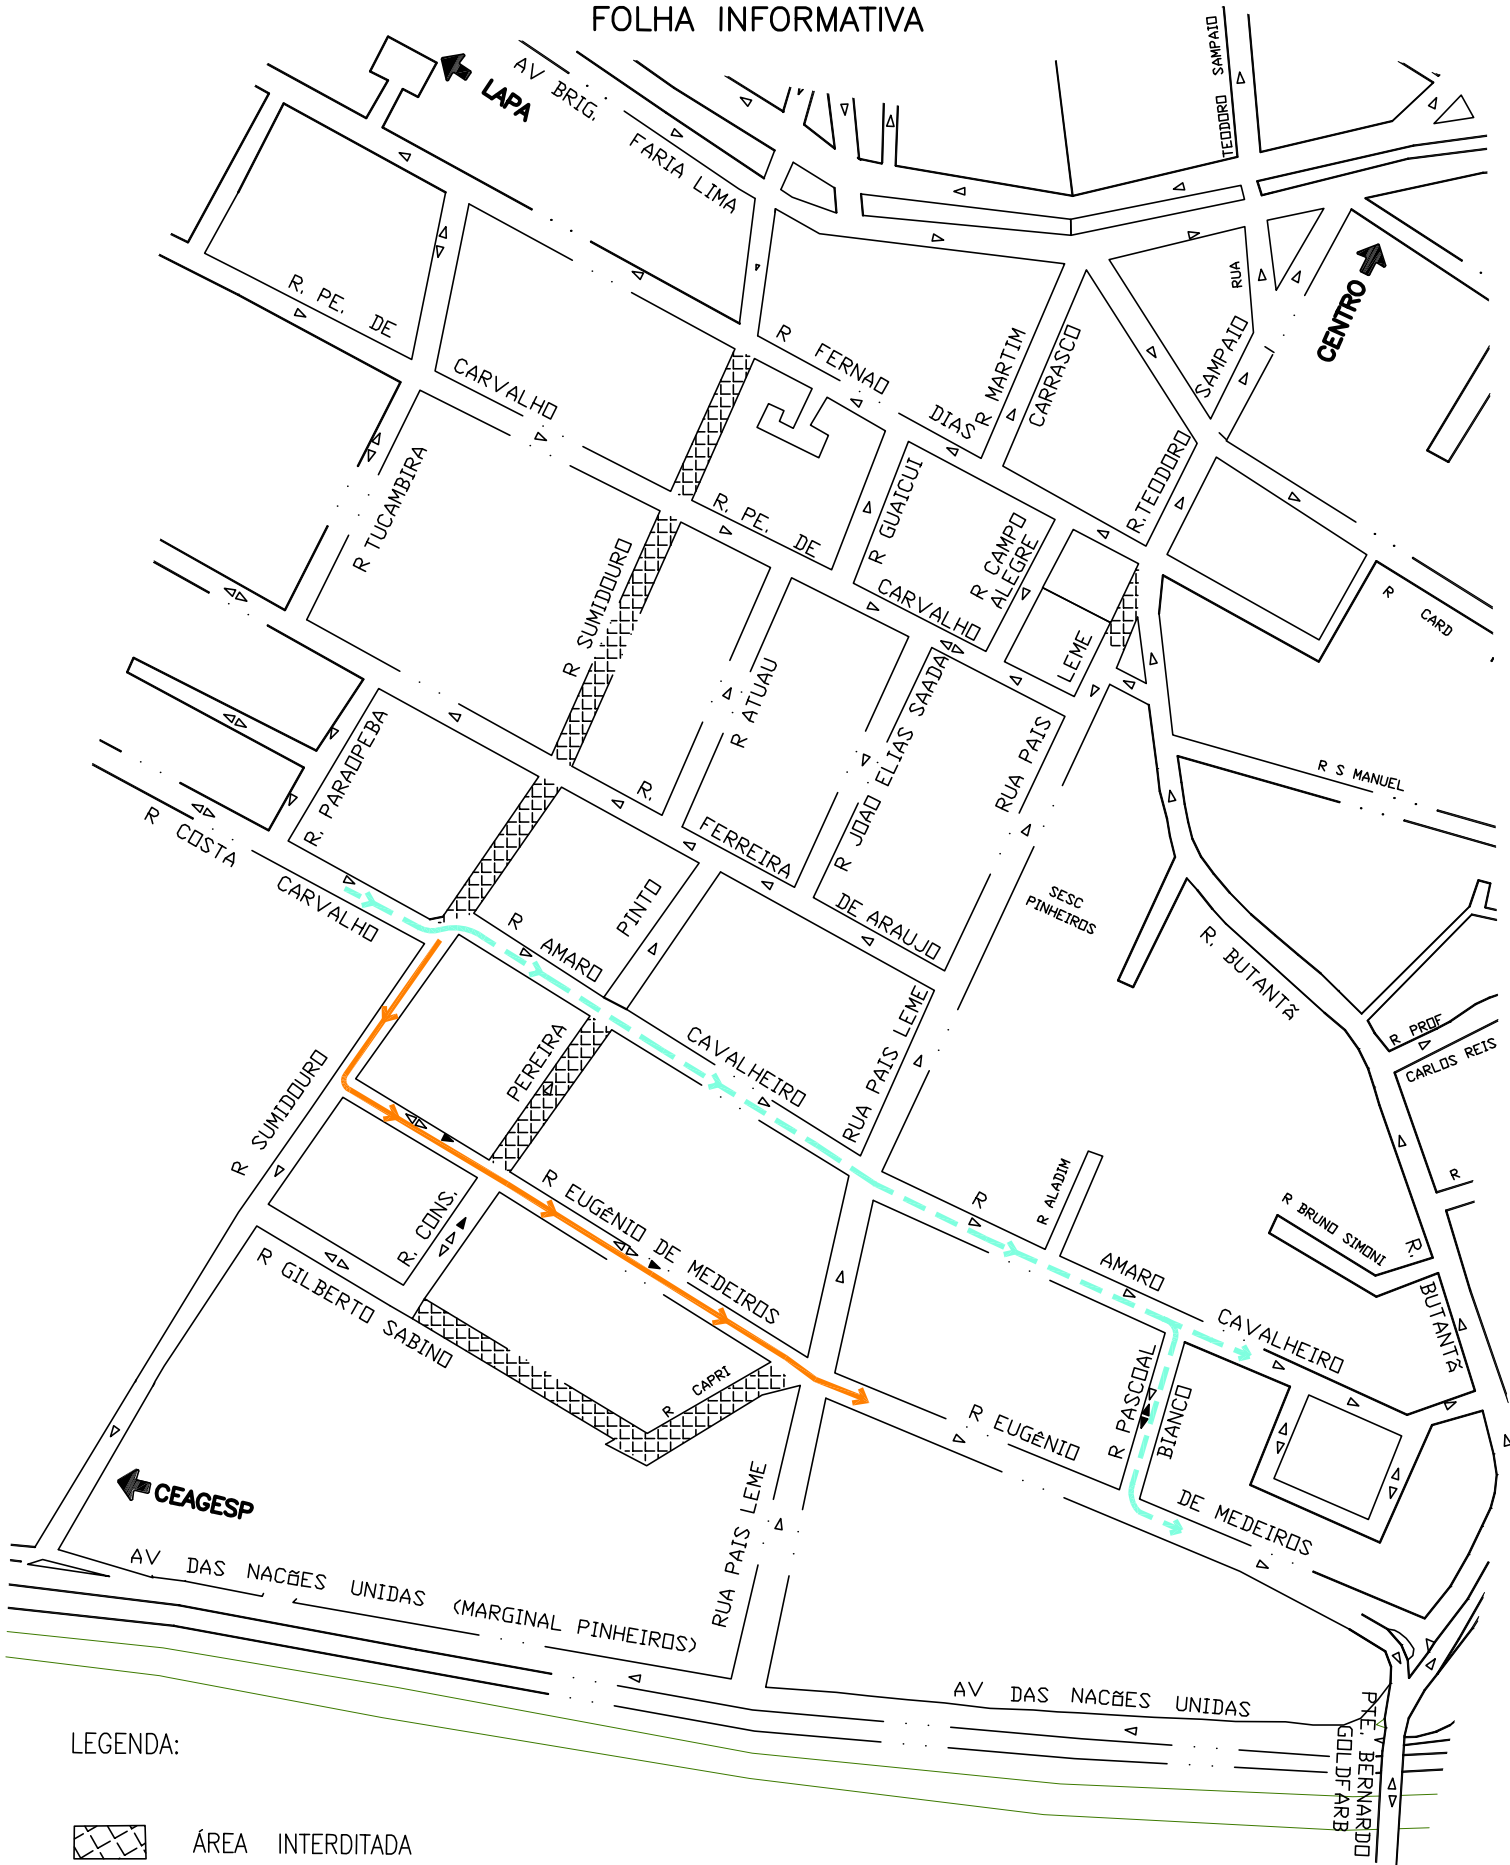 FOLHA INFORMATIVA
LAPA
AV BRIG. FARIA LIMA
TEODORO SAMPAIO
RUA
CENTRO
R. PE. DE CARVALHO
R FERNAO DIAS
R MARTIM CARRASCO
SAMPAIO
R.TEODORO
R TUCAMBIRA
R SUMIDOURO
R. PE. DE CARVALHO
R GUAICUI
R CAMPO
ALEGRE
LEME
RUA PAIS
R CARD
R ATUAU
R JOAO ELIAS SAADA
R. PARAOPEBA
R COSTA CARVALHO
R. FERREIRA DE ARAUJO
R S MANUEL
SESC
PINHEIROS
R. BUTANTÃ
PINTO
R AMARO CAVALHEIRO
PEREIRA
RUA PAIS LEME
R PROF
CARLOS REIS
R SUMIDOURO
R. CONS.
R EUGÊNIO DE MEDEIROS
R GILBERTO SABINO
R CAPRI
R ALADIM
R
R BRUNO SIMONI
R. BUTANTÃ
R AMARO CAVALHEIRO
R PASCOAL
BIANCO
R EUGÊNIO DE MEDEIROS
RUA PAIS LEME
CEAGESP
AV DAS NACÕES UNIDAS (MARGINAL PINHEIROS)
AV DAS NACÕES UNIDAS
PTE. BERNARDO
GOLDFARB
LEGENDA:
ÁREA INTERDITADA